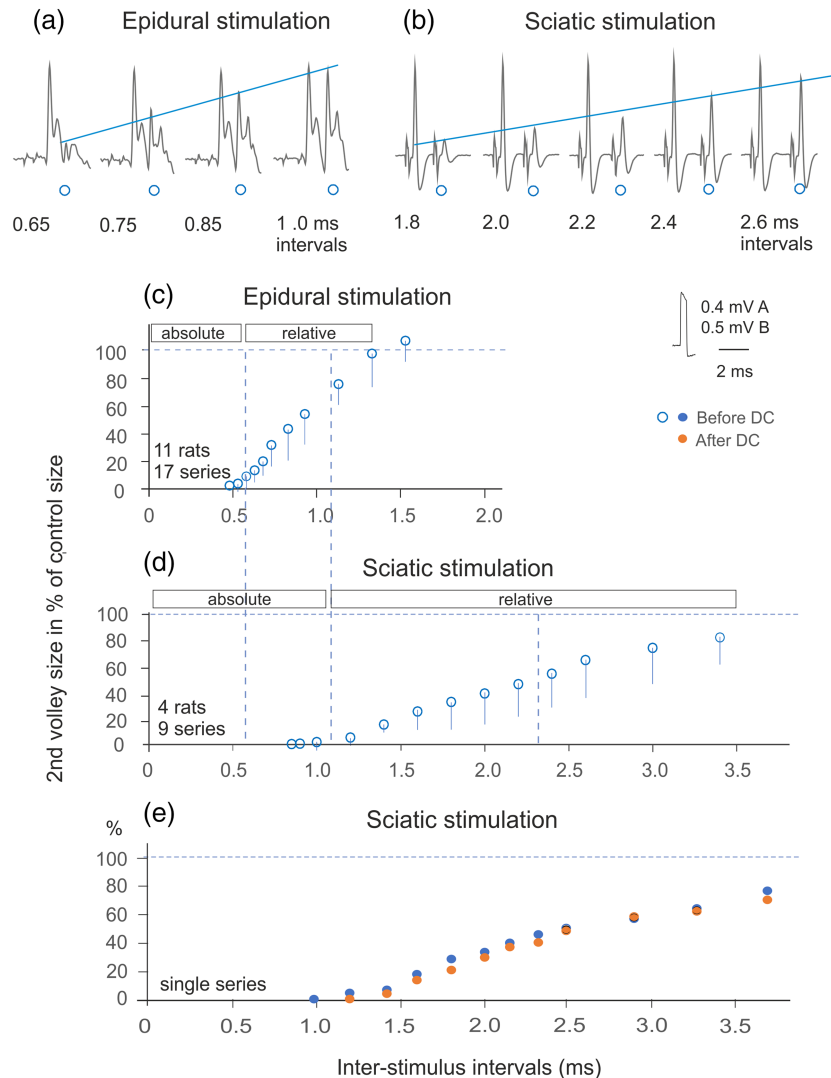 (a) Epidural stimulation
(b) Sciatic stimulation
0.65 0.75 0.85 1.0 ms
intervals
1.8 2.0 2.2 2.4 2.6 ms
intervals
(c) Epidural stimulation
absolute relative
100
80
60
40
20
0
11 rats
17 series
0 0.5 1.0 1.5 2.0
0.4 mV A
0.5 mV B
2 ms
Before DC
After DC
2nd volley size in % of control size
(d) Sciatic stimulation
absolute relative
100
80
60
40
20
0
4 rats
9 series
0 0.5 1.0 1.5 2.0 2.5 3.0 3.5
(e) Sciatic stimulation
%
100
80
60
40
20
0
single series
0 0.5 1.0 1.5 2.0 2.5 3.0 3.5
Inter-stimulus intervals (ms)